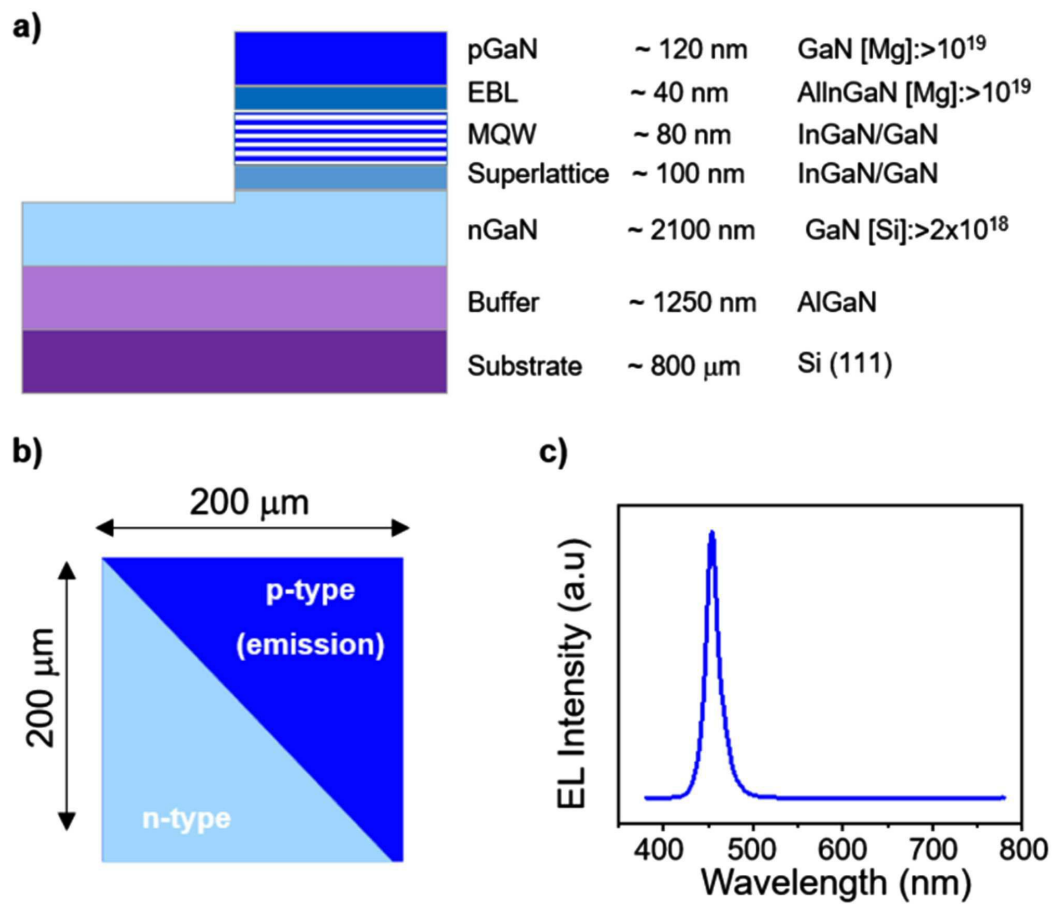 a)
pGaN ~ 120 nm GaN [Mg]:>10¹⁹
EBL ~ 40 nm AlInGaN [Mg]:>10¹⁹
MQW ~ 80 nm InGaN/GaN
Superlattice ~ 100 nm InGaN/GaN
nGaN ~ 2100 nm GaN [Si]:>2x10¹⁸
Buffer ~ 1250 nm AlGaN
Substrate ~ 800 μm Si (111)
b)
200 μm
200 μm
p-type
(emission)
n-type
c)
EL Intensity (a.u)
400 500 600 700 800
Wavelength (nm)